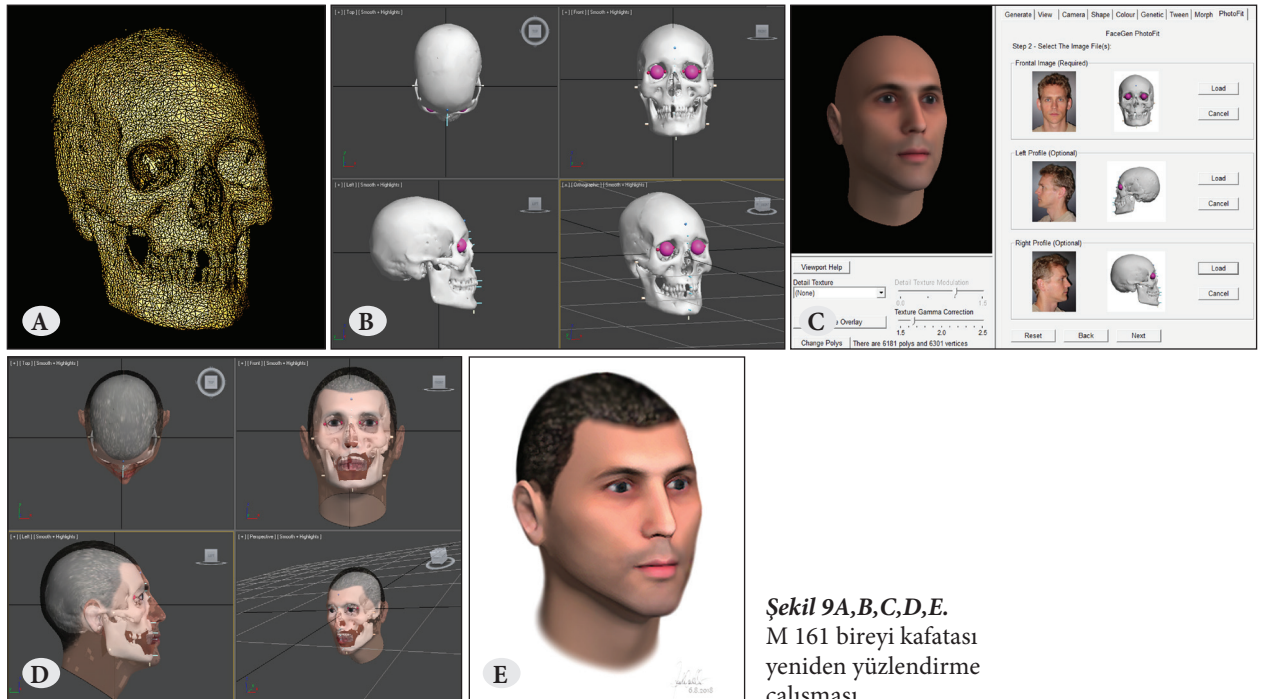 [ + ] [ Top ] [ Smooth + Highlights ]
[ + ] [ Front ] [ Smooth + Highlights ]
[ + ] [ Left ] [ Smooth + Highlights ]
[ + ] [ Orthographic ] [ Smooth + Highlights ]
A
B
Generate View Camera Shape Colour Genetic Tween Morph PhotoFit
FaceGen PhotoFit
Step 2 - Select The Image File(s):
Frontal Image (Required)
Load
Cancel
Left Profile (Optional)
Load
Cancel
Right Profile (Optional)
Load
Cancel
Reset Back Next
Viewport Help
Detail Texture
(None)
Detail Texture Modulation
0.0 1.5
Overlay
Texture Gamma Correction
1.5 2.0 2.5
Change Polys There are 6181 polys and 6301 vertices
C
[ + ] [ Top ] [ Smooth + Highlights ]
[ + ] [ Front ] [ Smooth + Highlights ]
[ + ] [ Left ] [ Smooth + Highlights ]
[ + ] [ Perspective ] [ Smooth + Highlights ]
D
E
6.8.2018
Şekil 9A,B,C,D,E.
M 161 bireyi kafatası
yeniden yüzlendirme
çalışması